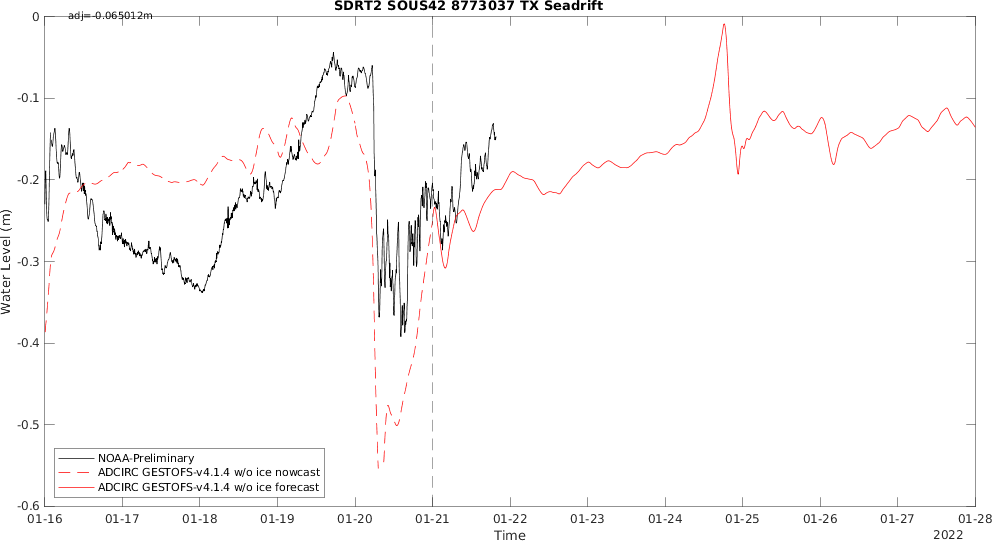 SDRT2 SOUS42 8773037 TX Seadrift
adj=-0.065012m
0
-0.1
-0.2
-0.3
-0.4
-0.5
-0.6
Water Level (m)
NOAA-Preliminary
ADCIRC GESTOFS-v4.1.4 w/o ice nowcast
ADCIRC GESTOFS-v4.1.4 w/o ice forecast
01-16 01-17 01-18 01-19 01-20 01-21 01-22 01-23 01-24 01-25 01-26 01-27 01-28
Time
2022